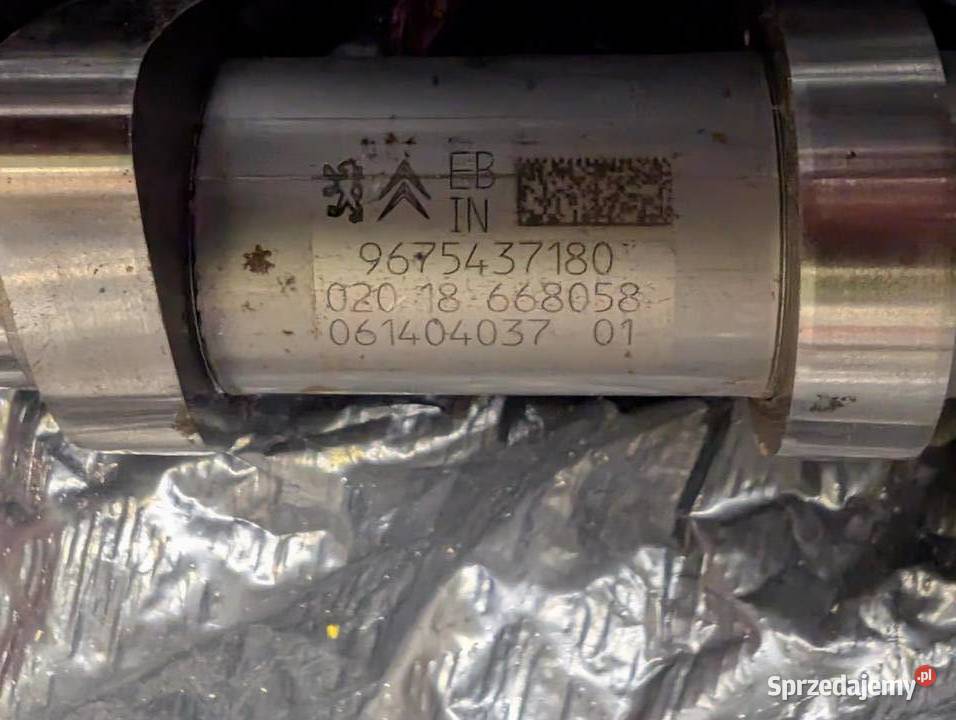 EB
IN
9675437180
020 18 668058
061404037 01
Sprzedajemy.pl